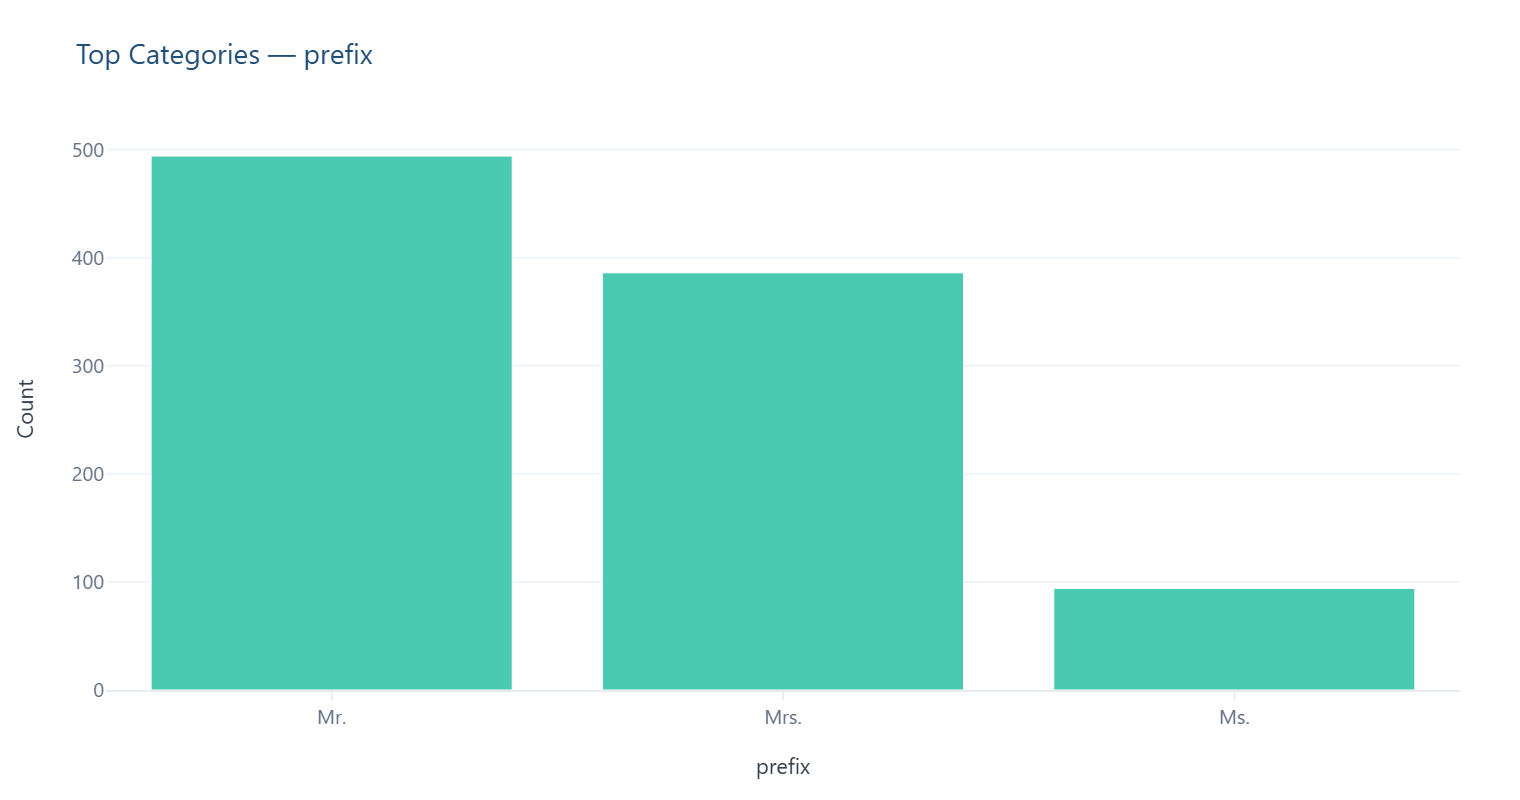 Top Categories — prefix
500
400
300
200
100
0
Count
Mr.
Mrs.
Ms.
prefix